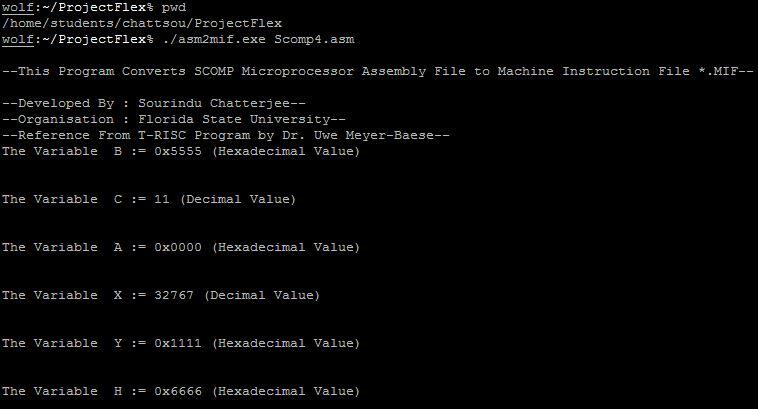 wolf:~/ProjectFlex% pwd
/home/students/chattsou/ProjectFlex
wolf:~/ProjectFlex% ./asm2mif.exe Scomp4.asm
--This Program Converts SCOMP Microprocessor Assembly File to Machine Instruction File *.MIF--
--Developed By : Sourindu Chatterjee--
--Organisation : Florida State University--
--Reference From T-RISC Program by Dr. Uwe Meyer-Baese--
The Variable  B := 0x5555 (Hexadecimal Value)
The Variable  C := 11 (Decimal Value)
The Variable  A := 0x0000 (Hexadecimal Value)
The Variable  X := 32767 (Decimal Value)
The Variable  Y := 0x1111 (Hexadecimal Value)
The Variable  H := 0x6666 (Hexadecimal Value)